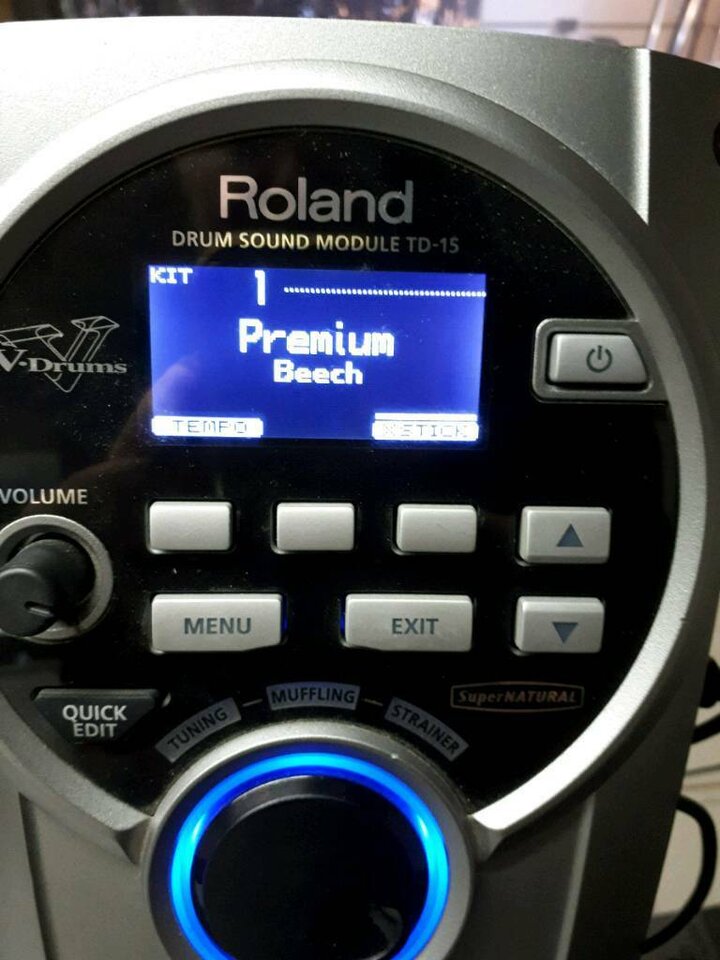 Roland
DRUM SOUND MODULE TD-15
KIT 1
Premium
Beech
TEMPO XSTICK
V-Drums
VOLUME
MENU EXIT
QUICK
EDIT
TUNING MUFFLING STRAINER
SuperNATURAL